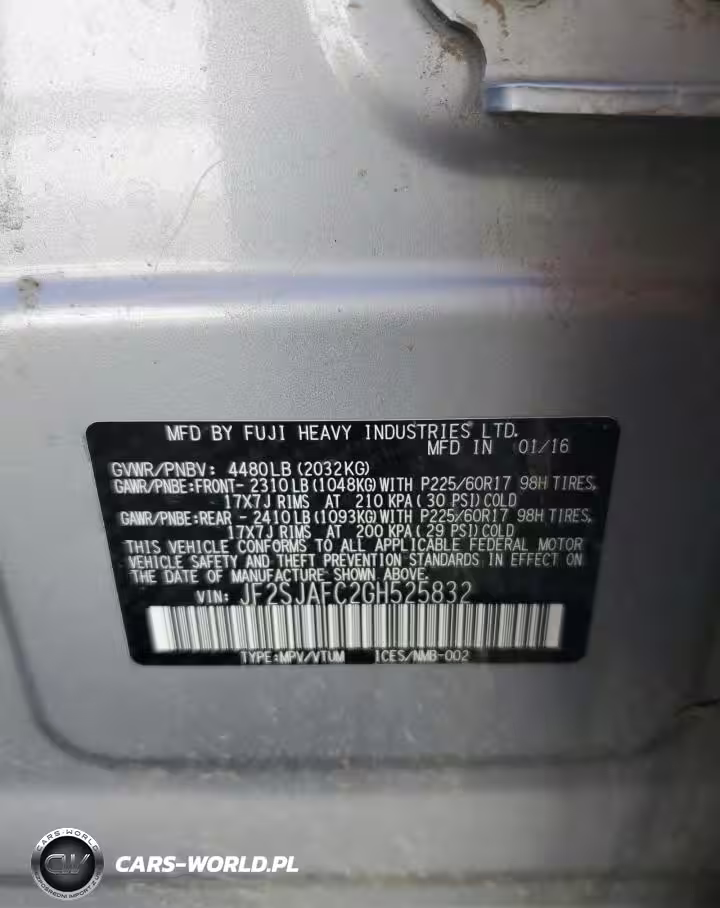 MFD BY FUJI HEAVY INDUSTRIES LTD.
MFD IN 01/16
GVWR/PNBV: 4480LB(2032KG)
GAWR/PNBE:FRONT- 2310LB(1048KG)WITH P225/60R17 98H TIRES,
17X7J RIMS AT 210 KPA(30 PSI)COLD
GAWR/PNBE:REAR - 2410LB(1093KG)WITH P225/60R17 98H TIRES,
17X7J RIMS AT 200 KPA(29 PSI)COLD
THIS VEHICLE CONFORMS TO ALL APPLICABLE FEDERAL MOTOR
VEHICLE SAFETY AND THEFT PREVENTION STANDARDS IN EFFECT ON
THE DATE OF MANUFACTURE SHOWN ABOVE.
VIN: JF2SJAFC2GH525832
TYPE:MPV/VTUM ICES/NMB-002
CARS-WORLD
CARS-WORLD.PL